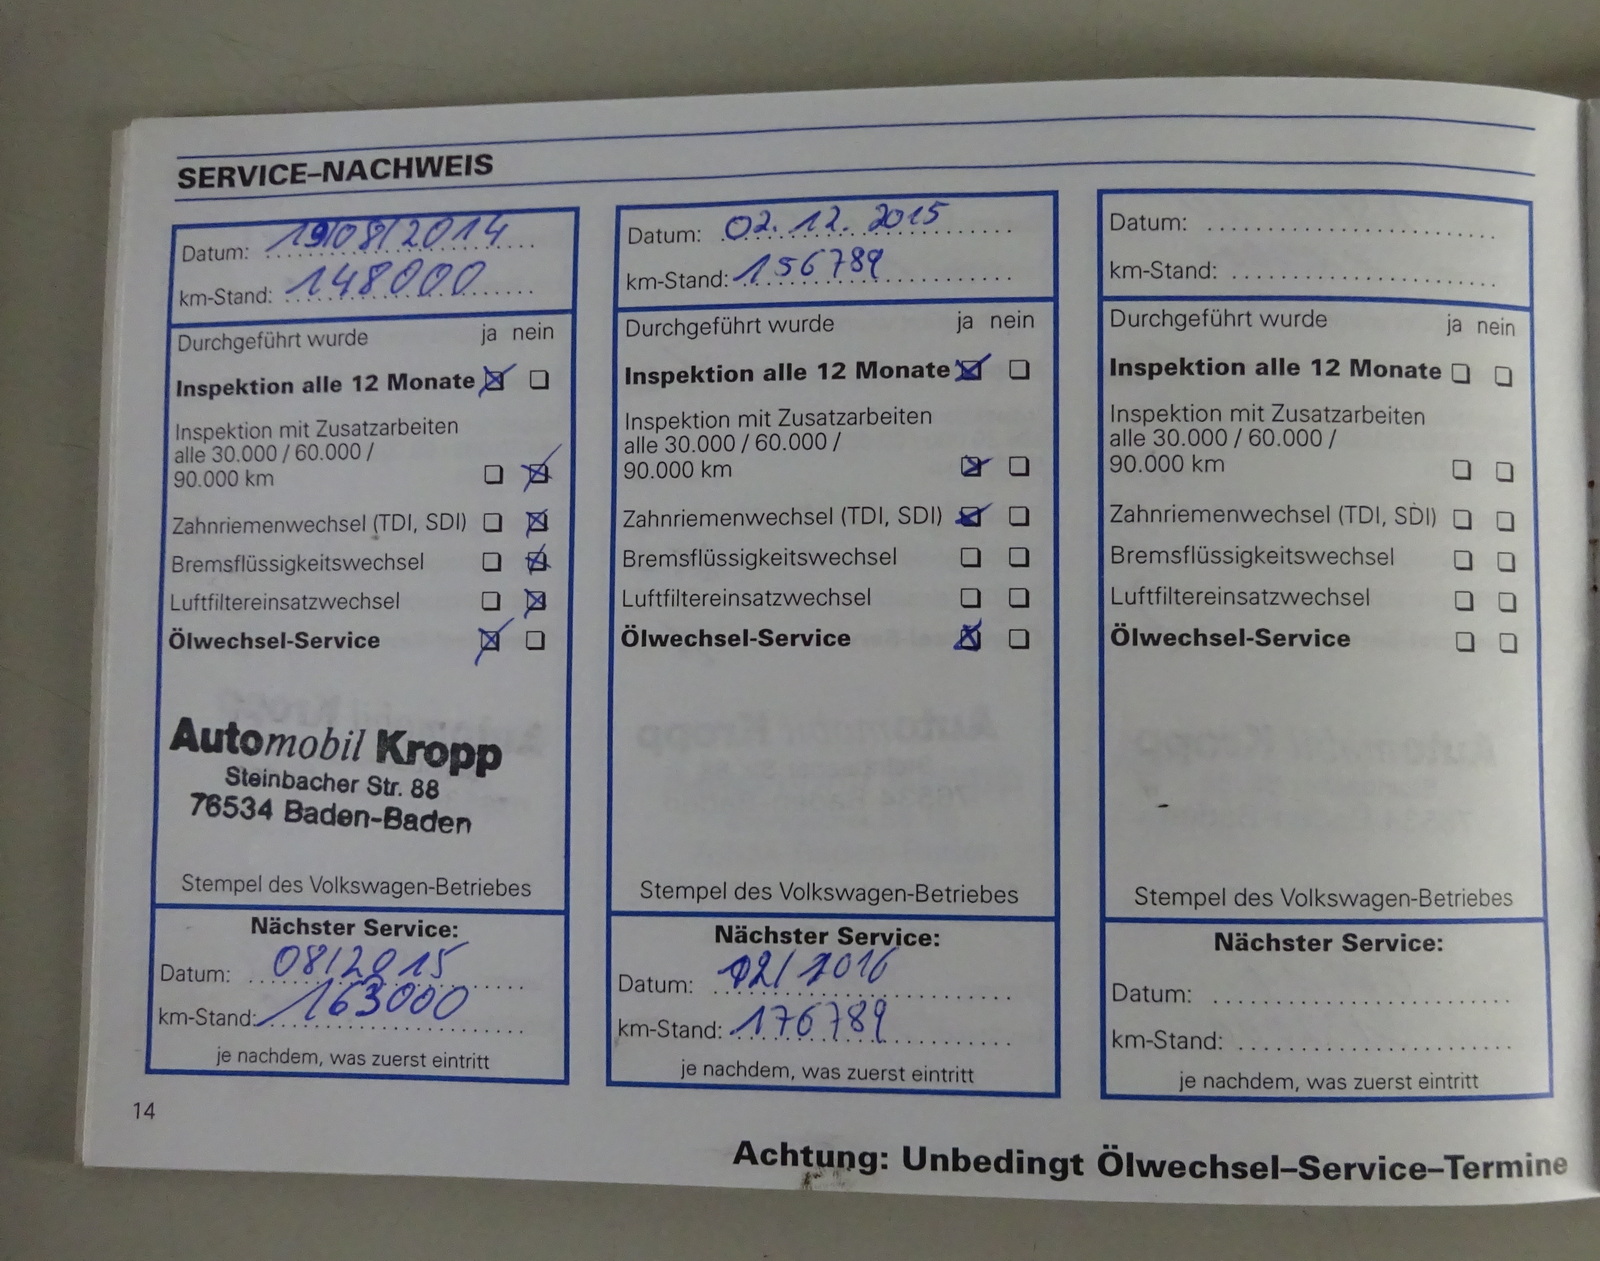 SERVICE–NACHWEIS
Datum: 19/08/2014
km-Stand: 148000
Durchgeführt wurde ja nein
Inspektion alle 12 Monate
Inspektion mit Zusatzarbeiten
alle 30.000 / 60.000 /
90.000 km
Zahnriemenwechsel (TDI, SDI)
Bremsflüssigkeitswechsel
Luftfiltereinsatzwechsel
Ölwechsel-Service
Automobil Kropp
Steinbacher Str. 88
76534 Baden-Baden
Stempel des Volkswagen-Betriebes
Nächster Service:
Datum: 08/2015
km-Stand: 163000
je nachdem, was zuerst eintritt
Datum: 02.12.2015
km-Stand: 156789
Durchgeführt wurde ja nein
Inspektion alle 12 Monate
Inspektion mit Zusatzarbeiten
alle 30.000 / 60.000 /
90.000 km
Zahnriemenwechsel (TDI, SDI)
Bremsflüssigkeitswechsel
Luftfiltereinsatzwechsel
Ölwechsel-Service
Stempel des Volkswagen-Betriebes
Nächster Service:
Datum: 12/2016
km-Stand: 176789
je nachdem, was zuerst eintritt
Datum:
km-Stand:
Durchgeführt wurde ja nein
Inspektion alle 12 Monate
Inspektion mit Zusatzarbeiten
alle 30.000 / 60.000 /
90.000 km
Zahnriemenwechsel (TDI, SDI)
Bremsflüssigkeitswechsel
Luftfiltereinsatzwechsel
Ölwechsel-Service
Stempel des Volkswagen-Betriebes
Nächster Service:
Datum:
km-Stand:
je nachdem, was zuerst eintritt
14
Achtung: Unbedingt Ölwechsel–Service–Termine